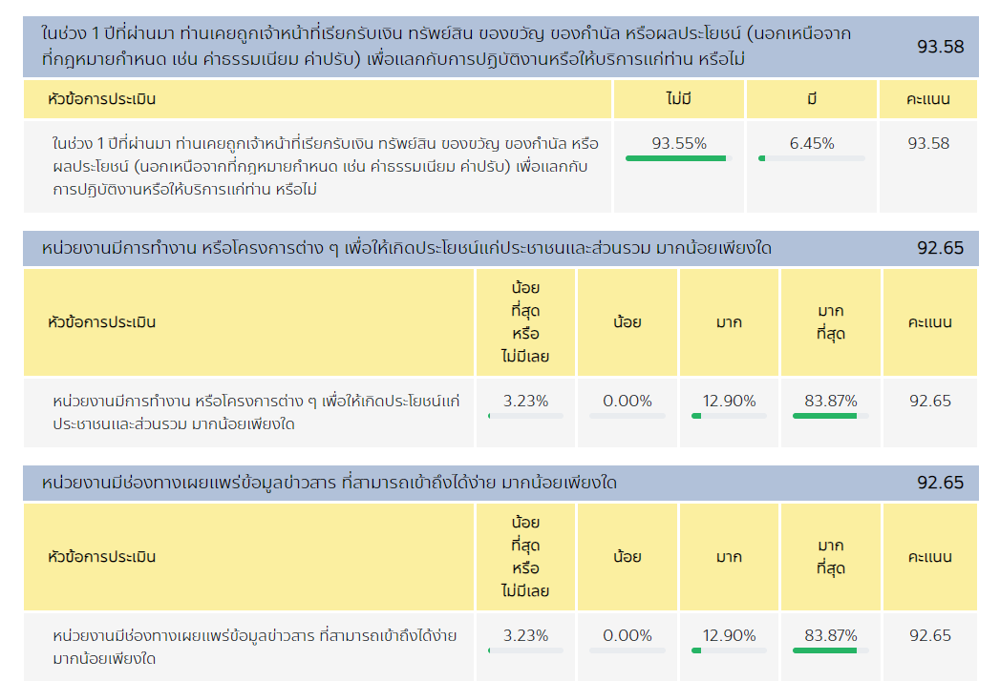 ในช่วง 1 ปีที่ผ่านมา ท่านเคยถูกเจ้าหน้าที่เรียกรับเงิน ทรัพย์สิน ของขวัญ ของกำนัล หรือผลประโยชน์ (นอกเหนือจาก
ที่กฎหมายกำหนด เช่น ค่าธรรมเนียม ค่าปรับ) เพื่อแลกกับการปฏิบัติงานหรือให้บริการแก่ท่าน หรือไม่
93.58
หัวข้อการประเมิน ไม่มี มี คะแนน
ในช่วง 1 ปีที่ผ่านมา ท่านเคยถูกเจ้าหน้าที่เรียกรับเงิน ทรัพย์สิน ของขวัญ ของกำนัล หรือ
ผลประโยชน์ (นอกเหนือจากที่กฎหมายกำหนด เช่น ค่าธรรมเนียม ค่าปรับ) เพื่อแลกกับ
การปฏิบัติงานหรือให้บริการแก่ท่าน หรือไม่
93.55% 6.45% 93.58
หน่วยงานมีการทำงาน หรือโครงการต่าง ๆ เพื่อให้เกิดประโยชน์แก่ประชาชนและส่วนรวม มากน้อยเพียงใด 92.65
หัวข้อการประเมิน
น้อย
ที่สุด
หรือ
ไม่มีเลย
น้อย
มาก
มาก
ที่สุด
คะแนน
หน่วยงานมีการทำงาน หรือโครงการต่าง ๆ เพื่อให้เกิดประโยชน์แก่
ประชาชนและส่วนรวม มากน้อยเพียงใด
3.23% 0.00% 12.90% 83.87% 92.65
หน่วยงานมีช่องทางเผยแพร่ข้อมูลข่าวสาร ที่สามารถเข้าถึงได้ง่าย มากน้อยเพียงใด 92.65
หัวข้อการประเมิน
น้อย
ที่สุด
หรือ
ไม่มีเลย
น้อย
มาก
มาก
ที่สุด
คะแนน
หน่วยงานมีช่องทางเผยแพร่ข้อมูลข่าวสาร ที่สามารถเข้าถึงได้ง่าย
มากน้อยเพียงใด
3.23% 0.00% 12.90% 83.87% 92.65